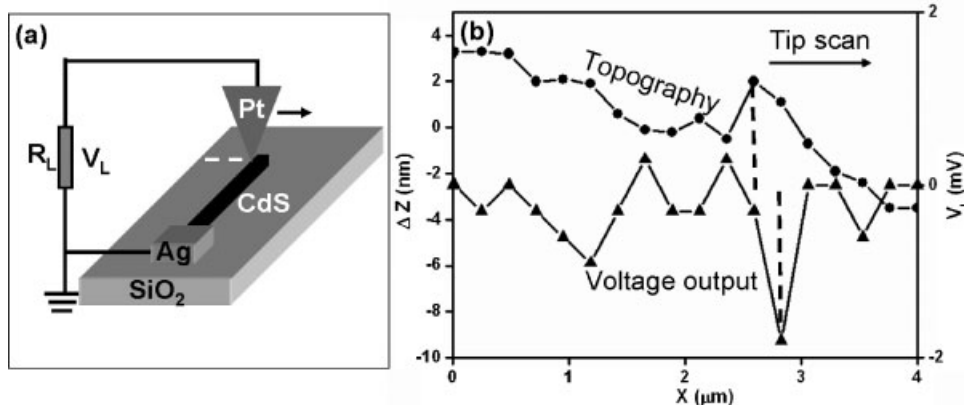 (a)
Pt
R_L V_L
CdS
Ag
SiO₂
(b)
Tip scan
Topography
Voltage output
Δ Z (nm)
4
2
0
-2
-4
-6
-8
-10
0 1 2 3 4
X (μm)
2
0
-2
V_L (mV)